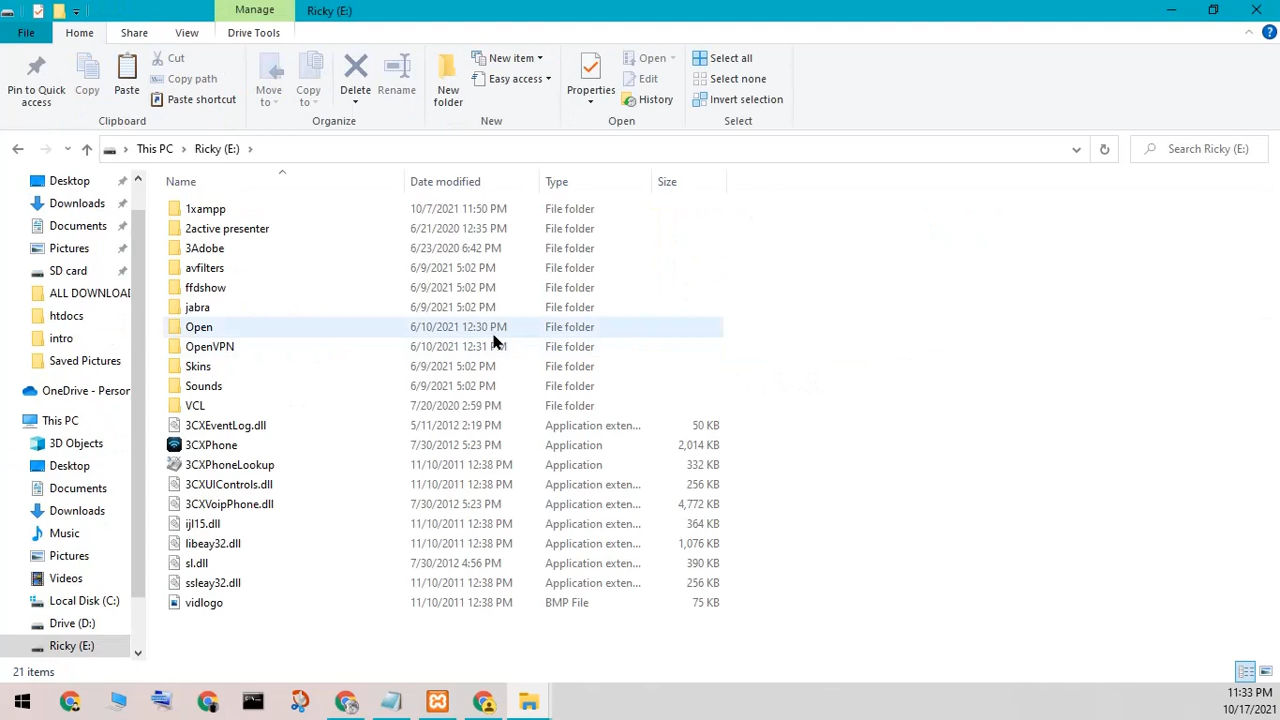 Manage
Ricky (E:)
File
Home
Share
View
Drive Tools
Pin to Quick access
Copy
Paste
Cut
Copy path
Paste shortcut
Clipboard
Move to
Copy to
Delete
Rename
Organize
New folder
New item
Easy access
New
Properties
Open
Edit
History
Open
Select all
Select none
Invert selection
Select
This PC
Ricky (E:)
Search Ricky (E:)
Desktop
Downloads
Documents
Pictures
SD card
ALL DOWNLOAD
htdocs
intro
Saved Pictures
OneDrive - Person
This PC
3D Objects
Desktop
Documents
Downloads
Music
Pictures
Videos
Local Disk (C:)
Drive (D:)
Ricky (E:)
Name Date modified Type Size
1xampp 10/7/2021 11:50 PM File folder
2active presenter 6/21/2020 12:35 PM File folder
3Adobe 6/23/2020 6:42 PM File folder
avfilters 6/9/2021 5:02 PM File folder
ffdshow 6/9/2021 5:02 PM File folder
jabra 6/9/2021 5:02 PM File folder
Open 6/10/2021 12:30 PM File folder
OpenVPN 6/10/2021 12:31 PM File folder
Skins 6/9/2021 5:02 PM File folder
Sounds 6/9/2021 5:02 PM File folder
VCL 7/20/2020 2:59 PM File folder
3CXEventLog.dll 5/11/2012 2:19 PM Application exten... 50 KB
3CXPhone 7/30/2012 5:23 PM Application 2,014 KB
3CXPhoneLookup 11/10/2011 12:38 PM Application 332 KB
3CXUIControls.dll 11/10/2011 12:38 PM Application exten... 256 KB
3CXVoipPhone.dll 7/30/2012 5:23 PM Application exten... 4,772 KB
ijl15.dll 11/10/2011 12:38 PM Application exten... 364 KB
libeay32.dll 11/10/2011 12:38 PM Application exten... 1,076 KB
sl.dll 7/30/2012 4:56 PM Application exten... 390 KB
ssleay32.dll 11/10/2011 12:38 PM Application exten... 256 KB
vidlogo 11/10/2011 12:38 PM BMP File 75 KB
21 items
11:33 PM
10/17/2021